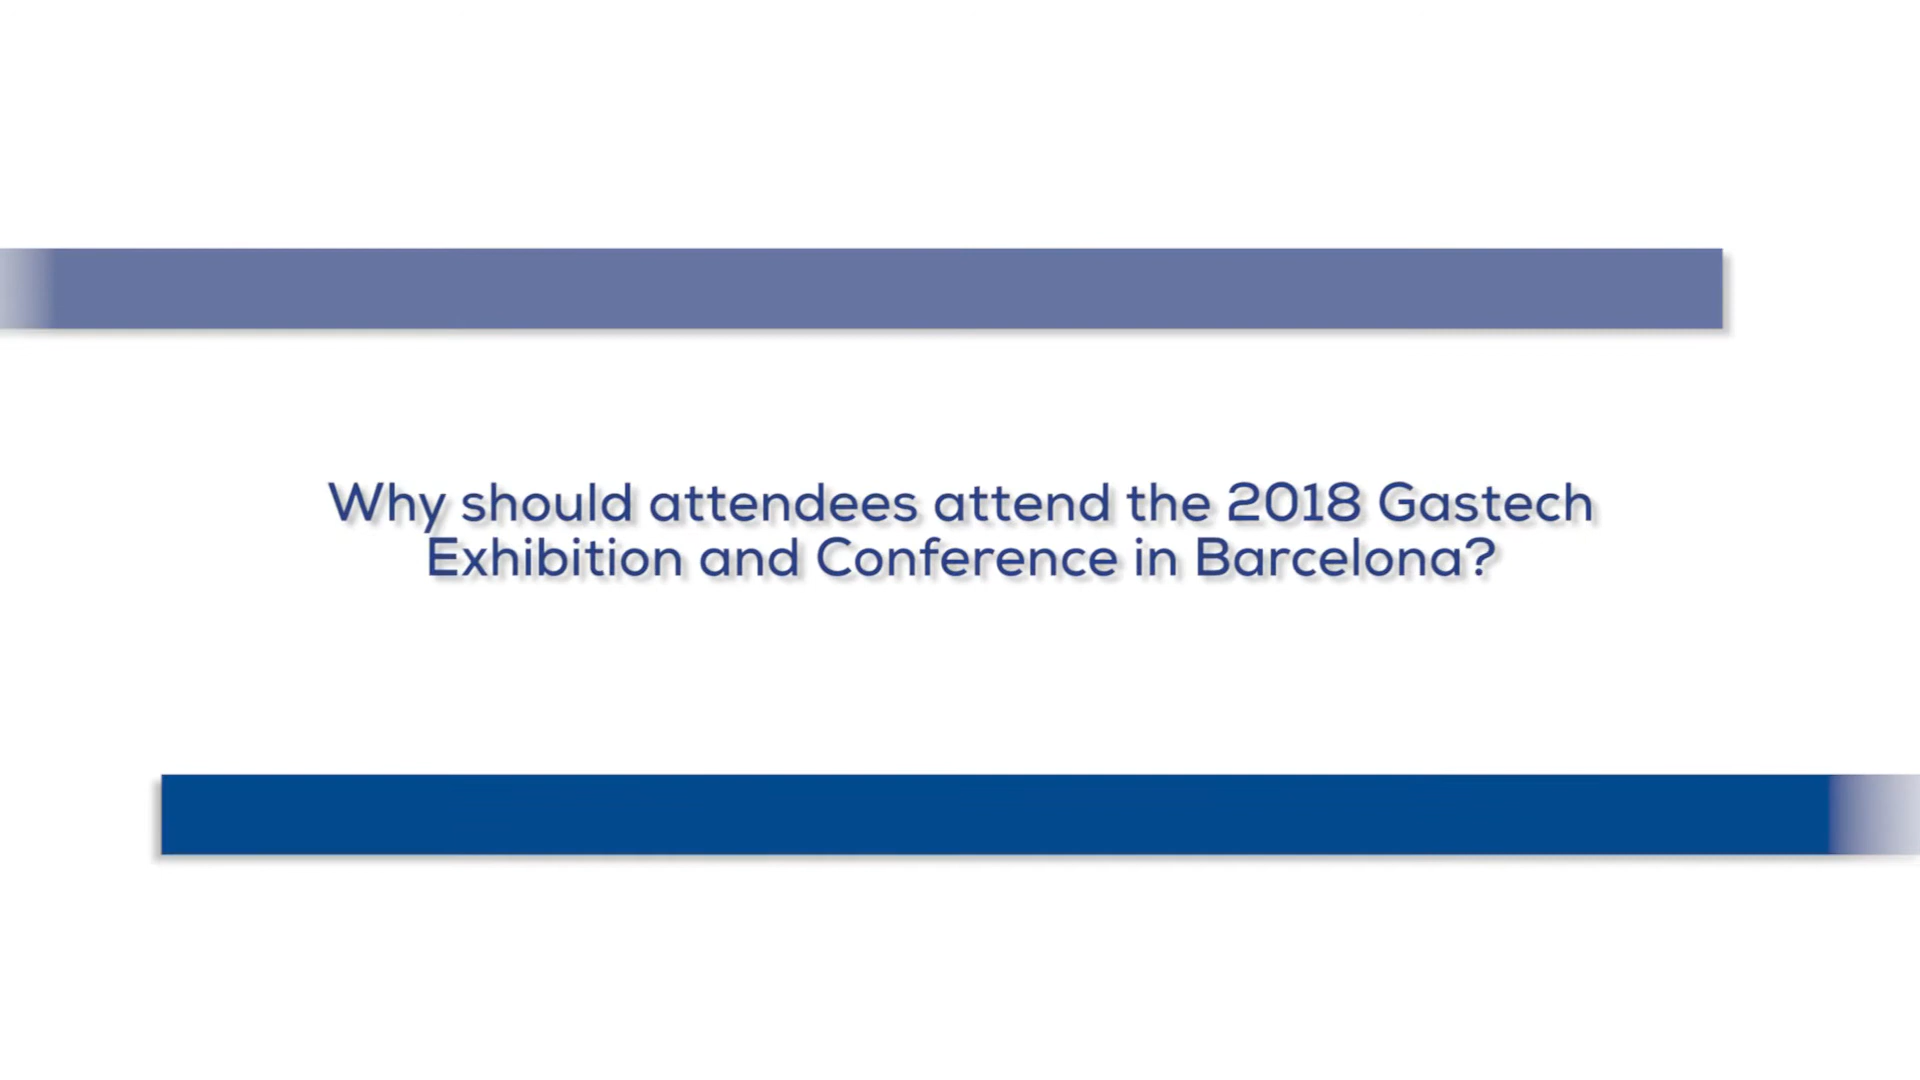 Why should attendees attend the 2018 Gastech
Exhibition and Conference in Barcelona?